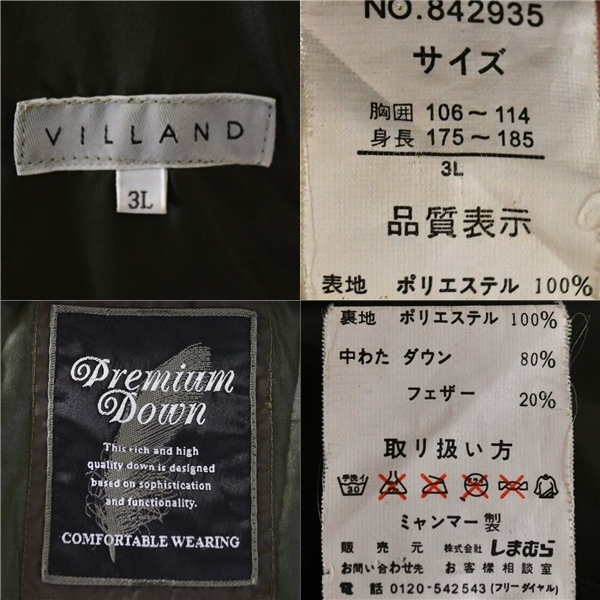 VILLAND
3L
NO.842935
サイズ
胸囲 106～114
身長 175～185
3L
品質表示
表地 ポリエステル 100%
Premium
Down
This rich and high
quality down is designed
based on sophistication
and functionality.
COMFORTABLE WEARING
裏地 ポリエステル 100%
中わた ダウン 80%
フェザー 20%
取り扱い方
手洗イ
30
ミャンマー製
販売元 株式会社 しまむら
お問い合わせ先 お客様相談室
電話 0120-542543(フリーダイヤル)